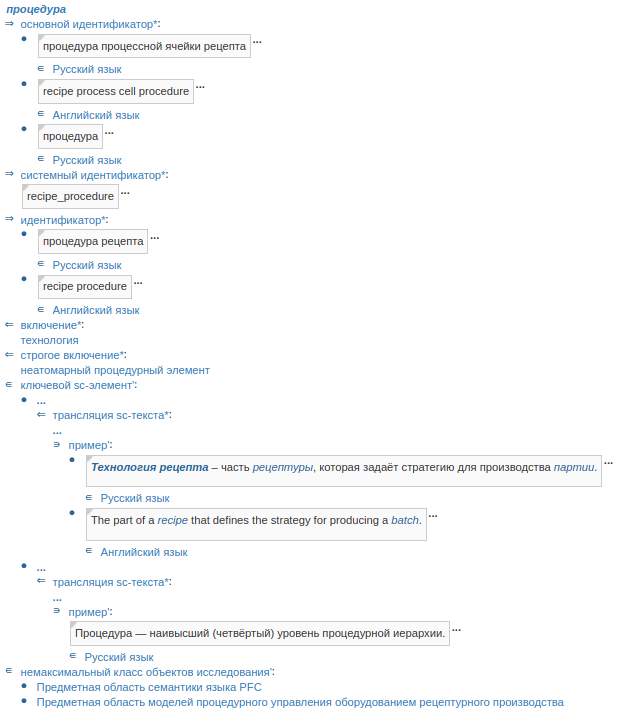 процедура
⇒ основной идентификатор*:
• процедура процессной ячейки рецепта ...
∈ Русский язык
• recipe process cell procedure ...
∈ Английский язык
• процедура ...
∈ Русский язык
⇒ системный идентификатор*:
recipe_procedure ...
⇒ идентификатор*:
• процедура рецепта ...
∈ Русский язык
• recipe procedure ...
∈ Английский язык
⇐ включение*:
технология
⇐ строгое включение*:
неатомарный процедурный элемент
∈ ключевой sc-элемент':
• ...
⇐ трансляция sc-текста*:
...
∋ пример':
• Технология рецепта – часть рецептуры, которая задаёт стратегию для производства партии. ...
∈ Русский язык
• The part of a recipe that defines the strategy for producing a batch. ...
∈ Английский язык
• ...
⇐ трансляция sc-текста*:
...
∋ пример':
Процедура — наивысший (четвёртый) уровень процедурной иерархии. ...
∈ Русский язык
∈ немаксимальный класс объектов исследования':
• Предметная область семантики языка PFC
• Предметная область моделей процедурного управления оборудованием рецептурного производства